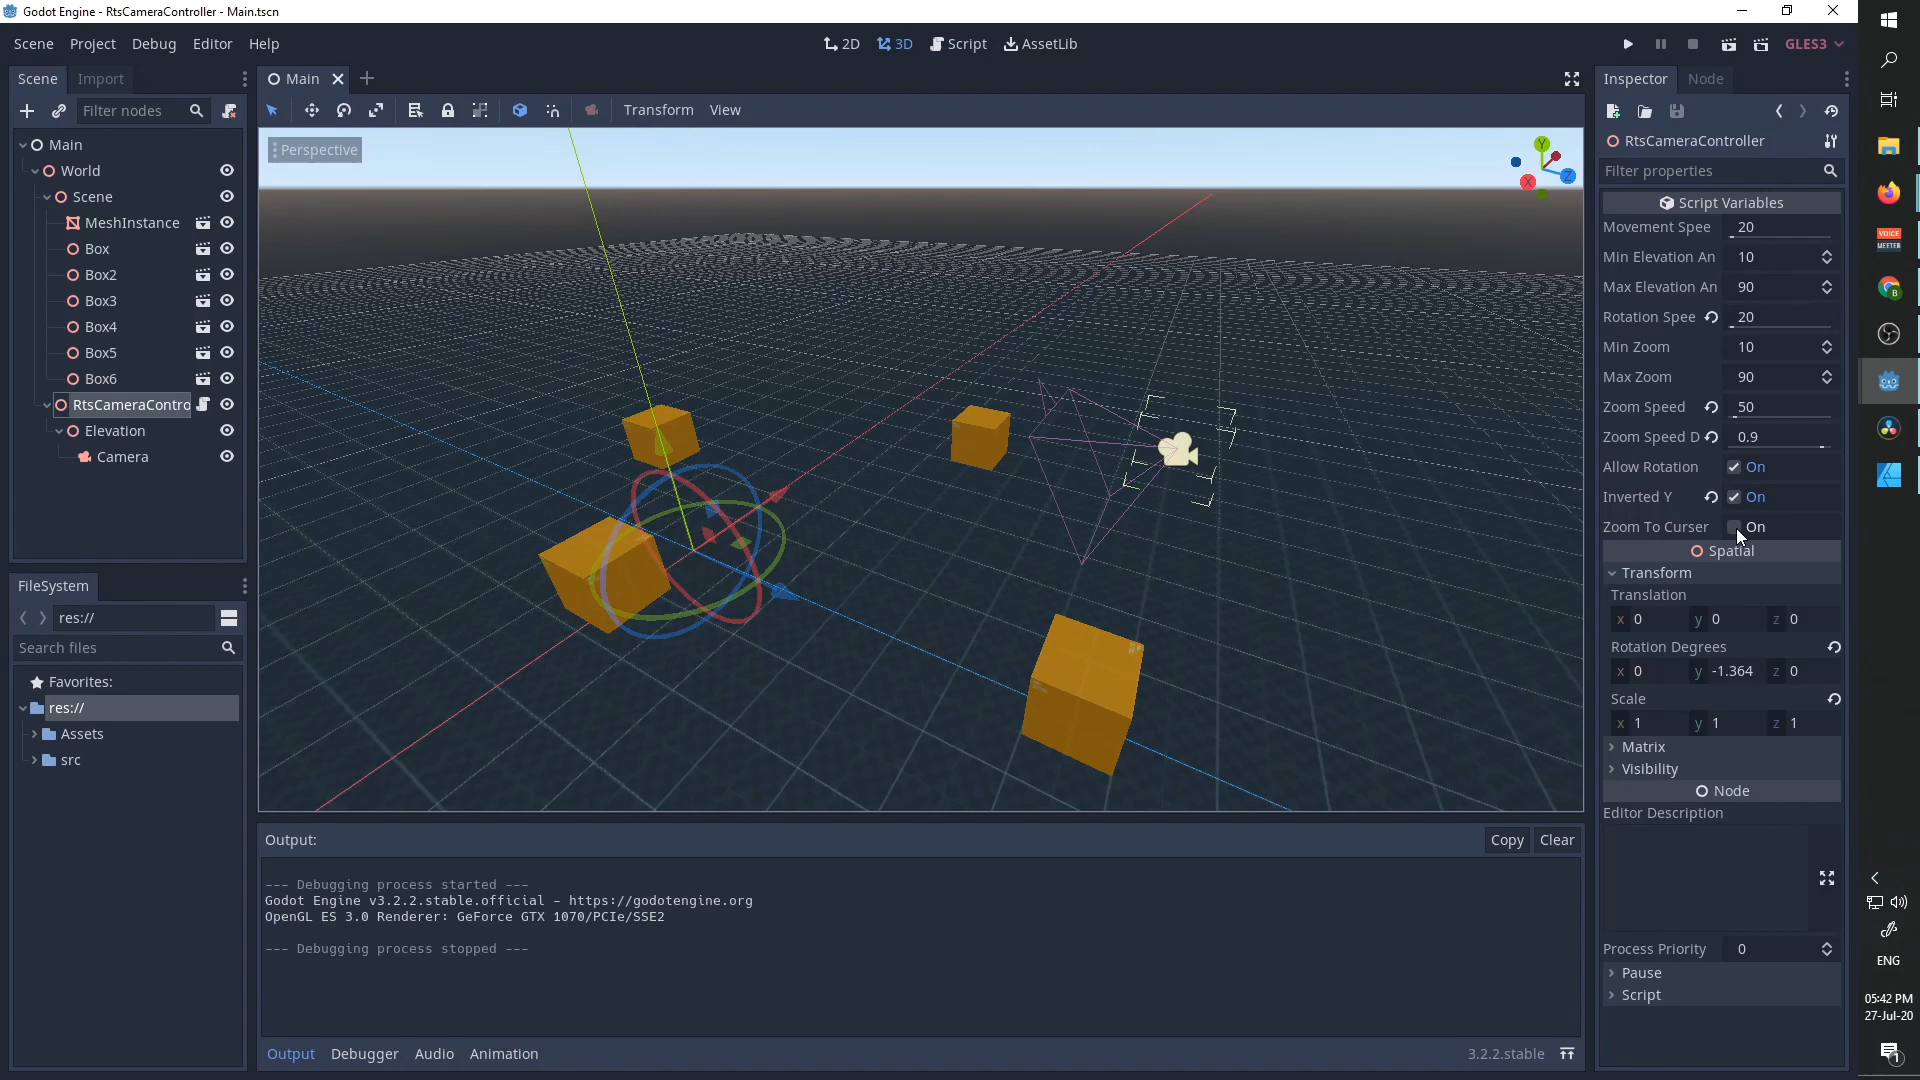 Godot Engine - RtsCameraController - Main.tscn
Scene Project Debug Editor Help
2D 3D Script AssetLib
GLES3
Scene Import
Filter nodes
Main
World
Scene
MeshInstance
Box
Box2
Box3
Box4
Box5
Box6
RtsCameraContro
Elevation
Camera
FileSystem
res://
Search files
Favorites:
res://
Assets
src
Main
Transform View
Perspective
Y
X
Z
Output:
Copy Clear
--- Debugging process started ---
Godot Engine v3.2.2.stable.official - https://godotengine.org
OpenGL ES 3.0 Renderer: GeForce GTX 1070/PCIe/SSE2
--- Debugging process stopped ---
Output Debugger Audio Animation
3.2.2.stable
Inspector Node
RtsCameraController
Filter properties
Script Variables
Movement Spee 20
Min Elevation An 10
Max Elevation An 90
Rotation Spee 20
Min Zoom 10
Max Zoom 90
Zoom Speed 50
Zoom Speed D 0.9
Allow Rotation On
Inverted Y On
Zoom To Curser On
Spatial
Transform
Translation
x 0 y 0 z 0
Rotation Degrees
x 0 y -1.364 z 0
Scale
x 1 y 1 z 1
Matrix
Visibility
Node
Editor Description
Process Priority 0
Pause
Script
VOICE
MEETER
B
ENG
05:42 PM
27-Jul-20
1